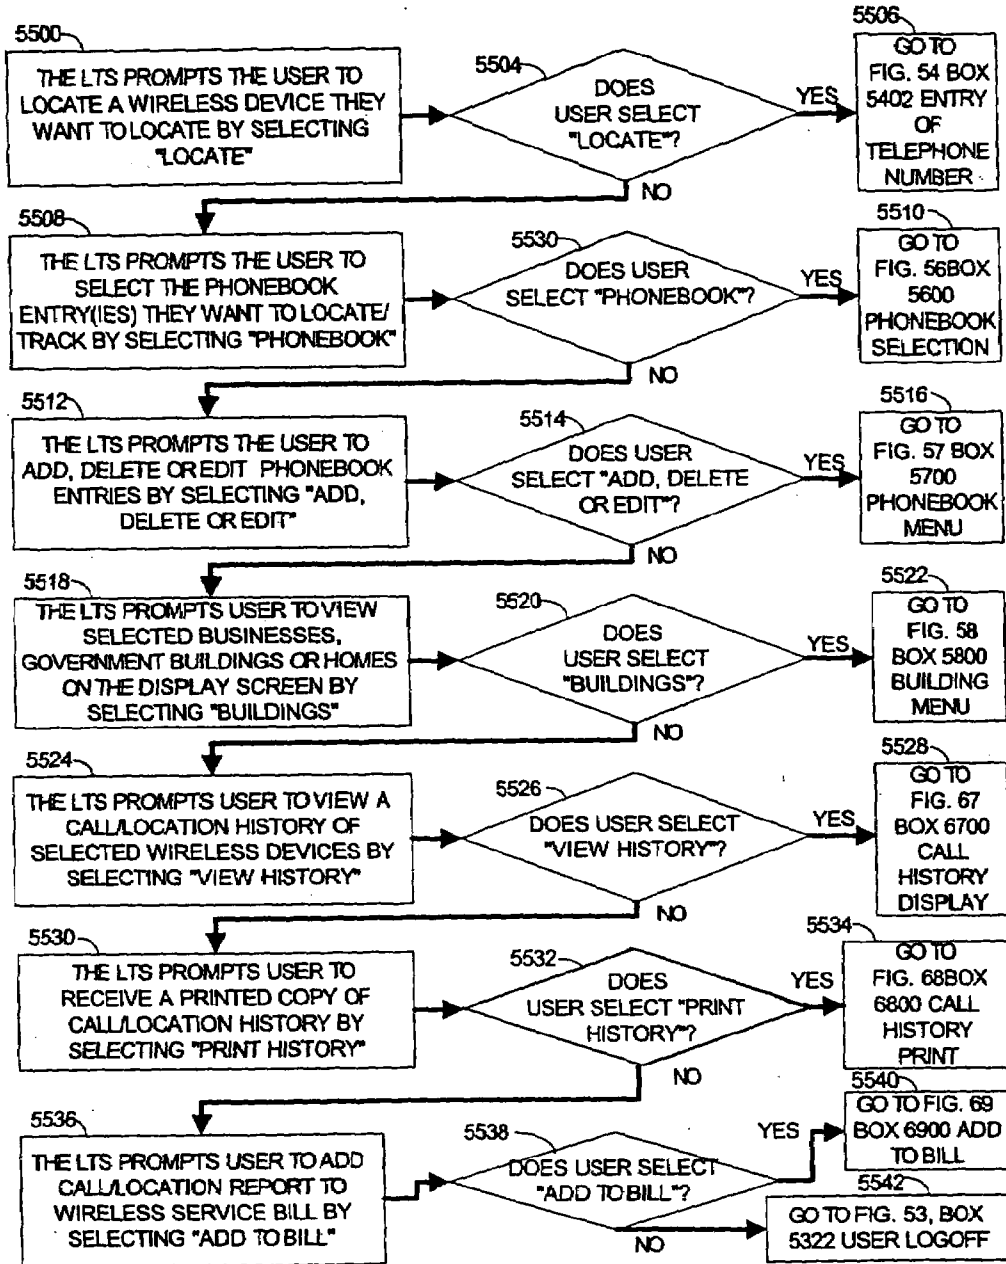 5500
THE LTS PROMPTS THE USER TO
LOCATE A WIRELESS DEVICE THEY
WANT TO LOCATE BY SELECTING
"LOCATE"
5504
DOES
USER SELECT
"LOCATE"?
YES
NO
5506
GO TO
FIG. 54 BOX
5402 ENTRY
OF
TELEPHONE
NUMBER
5508
THE LTS PROMPTS THE USER TO
SELECT THE PHONEBOOK
ENTRY(IES) THEY WANT TO LOCATE/
TRACK BY SELECTING "PHONEBOOK"
5530
DOES USER
SELECT "PHONEBOOK"?
YES
NO
5510
GO TO
FIG. 56BOX
5600
PHONEBOOK
SELECTION
5512
THE LTS PROMPTS THE USER TO
ADD, DELETE OR EDIT PHONEBOOK
ENTRIES BY SELECTING "ADD,
DELETE OR EDIT"
5514
DOES USER
SELECT "ADD, DELETE
OR EDIT"?
YES
NO
5516
GO TO
FIG. 57 BOX
5700
PHONEBOOK
MENU
5518
THE LTS PROMPTS USER TO VIEW
SELECTED BUSINESSES,
GOVERNMENT BUILDINGS OR HOMES
ON THE DISPLAY SCREEN BY
SELECTING "BUILDINGS"
5520
DOES
USER SELECT
"BUILDINGS"?
YES
NO
5522
GO TO
FIG. 58
BOX 5800
BUILDING
MENU
5524
THE LTS PROMPTS USER TO VIEW A
CALL/LOCATION HISTORY OF
SELECTED WIRELESS DEVICES BY
SELECTING "VIEW HISTORY"
5526
DOES USER SELECT
"VIEW HISTORY"?
YES
NO
5528
GO TO
FIG. 67
BOX 6700
CALL
HISTORY
DISPLAY
5530
THE LTS PROMPTS USER TO
RECEIVE A PRINTED COPY OF
CALL/LOCATION HISTORY BY
SELECTING "PRINT HISTORY"
5532
DOES
USER SELECT "PRINT
HISTORY"?
YES
NO
5534
GO TO
FIG. 68BOX
6800 CALL
HISTORY
PRINT
5536
THE LTS PROMPTS USER TO ADD
CALL/LOCATION REPORT TO
WIRELESS SERVICE BILL BY
SELECTING "ADD TO BILL"
5538
DOES USER SELECT
"ADD TO BILL"?
YES
NO
5540
GO TO FIG. 69
BOX 6900 ADD
TO BILL
5542
GO TO FIG. 53, BOX
5322 USER LOGOFF